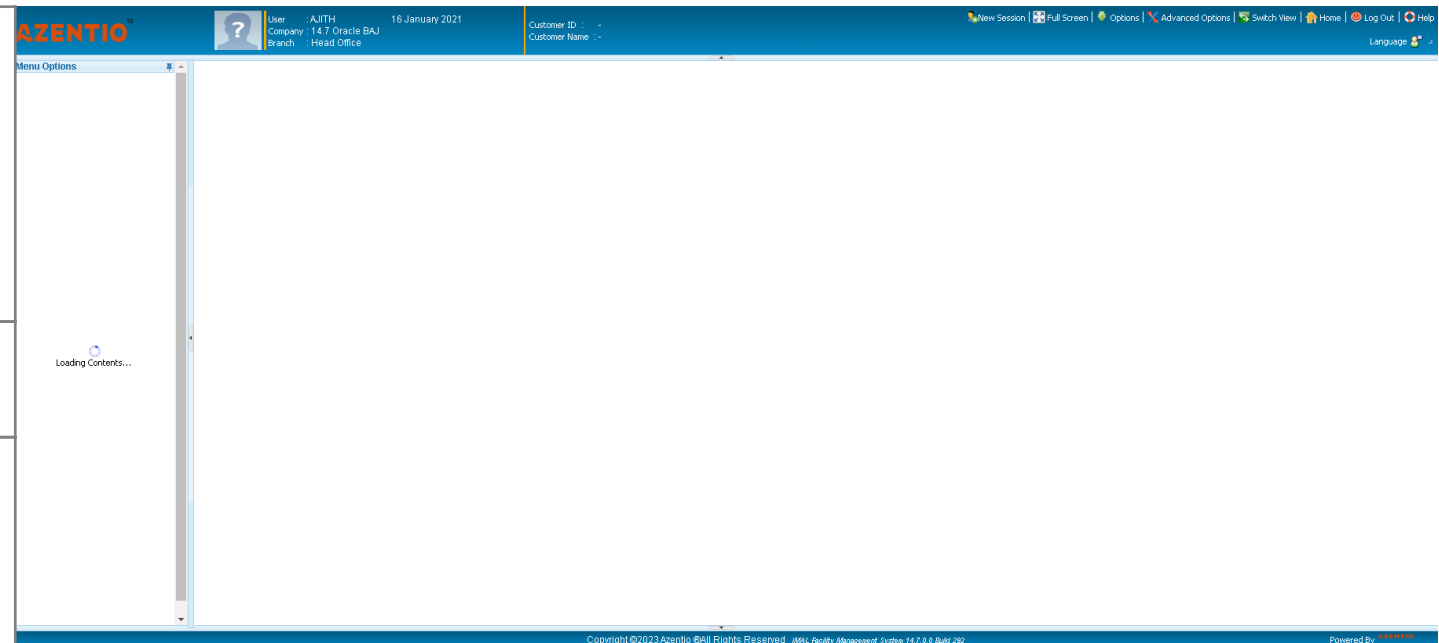 AZENTIO™
User : AJITH 16 January 2021
Company : 14.7 Oracle BAJ
Branch : Head Office
Customer ID : -
Customer Name : -
New Session | Full Screen | Options | Advanced Options | Switch View | Home | Log Out | Help
Language
Menu Options
Loading Contents...
Copyright ©2023 Azentio ®All Rights Reserved iMAL Facility Management System 14.7.0.0 Build 292
Powered By AZENTIO